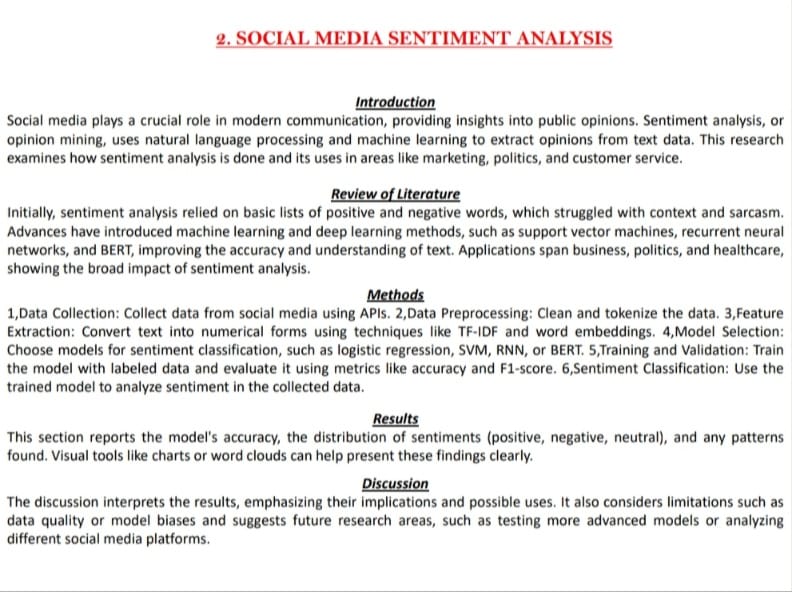 2. SOCIAL MEDIA SENTIMENT ANALYSIS
Introduction
Social media plays a crucial role in modern communication, providing insights into public opinions. Sentiment analysis, or
opinion mining, uses natural language processing and machine learning to extract opinions from text data. This research
examines how sentiment analysis is done and its uses in areas like marketing, politics, and customer service.
Review of Literature
Initially, sentiment analysis relied on basic lists of positive and negative words, which struggled with context and sarcasm.
Advances have introduced machine learning and deep learning methods, such as support vector machines, recurrent neural
networks, and BERT, improving the accuracy and understanding of text. Applications span business, politics, and healthcare,
showing the broad impact of sentiment analysis.
Methods
1,Data Collection: Collect data from social media using APIs. 2,Data Preprocessing: Clean and tokenize the data. 3,Feature
Extraction: Convert text into numerical forms using techniques like TF-IDF and word embeddings. 4,Model Selection:
Choose models for sentiment classification, such as logistic regression, SVM, RNN, or BERT. 5,Training and Validation: Train
the model with labeled data and evaluate it using metrics like accuracy and F1-score. 6,Sentiment Classification: Use the
trained model to analyze sentiment in the collected data.
Results
This section reports the model's accuracy, the distribution of sentiments (positive, negative, neutral), and any patterns
found. Visual tools like charts or word clouds can help present these findings clearly.
Discussion
The discussion interprets the results, emphasizing their implications and possible uses. It also considers limitations such as
data quality or model biases and suggests future research areas, such as testing more advanced models or analyzing
different social media platforms.